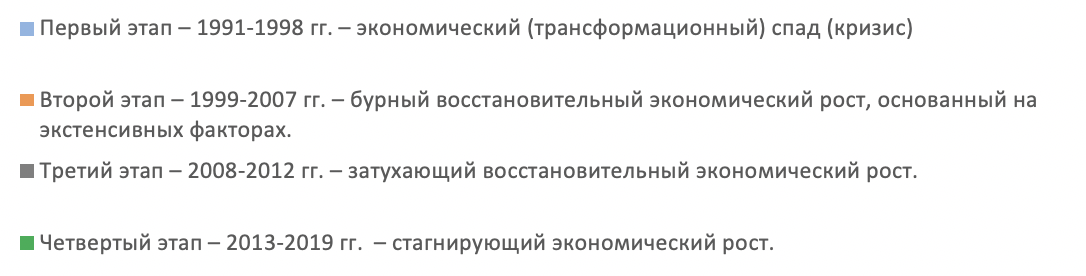 Первый этап – 1991-1998 гг. – экономический (трансформационный) спад (кризис)
Второй этап – 1999-2007 гг. – бурный восстановительный экономический рост, основанный на
экстенсивных факторах.
Третий этап – 2008-2012 гг. – затухающий восстановительный экономический рост.
Четвертый этап – 2013-2019 гг.  – стагнирующий экономический рост.